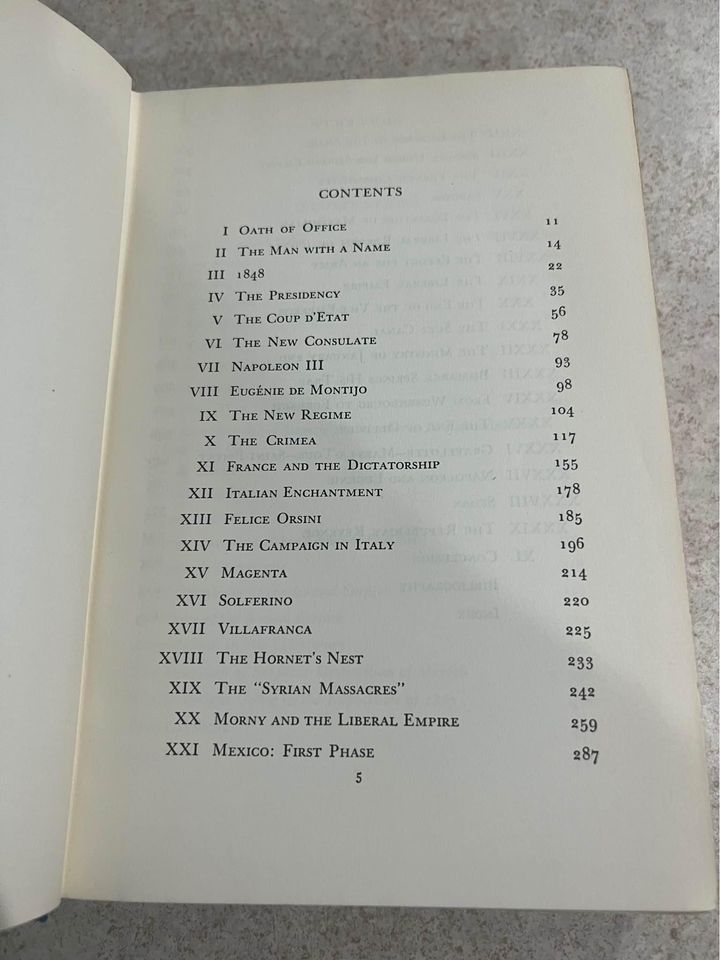 CONTENTS
I Oath of Office 11
II The Man with a Name 14
III 1848 22
IV The Presidency 35
V The Coup d'Etat 56
VI The New Consulate 78
VII Napoleon III 93
VIII Eugénie de Montijo 98
IX The New Regime 104
X The Crimea 117
XI France and the Dictatorship 155
XII Italian Enchantment 178
XIII Felice Orsini 185
XIV The Campaign in Italy 196
XV Magenta 214
XVI Solferino 220
XVII Villafranca 225
XVIII The Hornet's Nest 233
XIX The "Syrian Massacres" 242
XX Morny and the Liberal Empire 259
XXI Mexico: First Phase 287
5